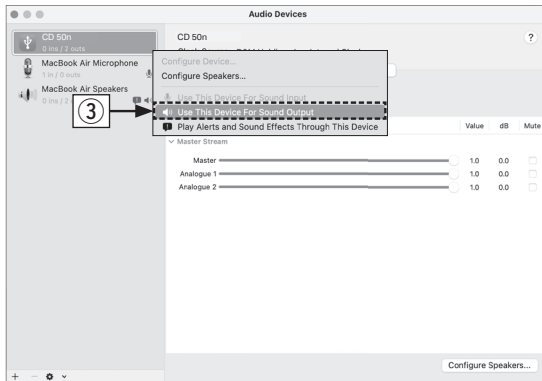 Audio Devices
CD 50n
0 ins / 2 outs
MacBook Air Microphone
1 in / 0 outs
MacBook Air Speakers
0 ins / 2
CD 50n
?
Configure Device...
Configure Speakers...
Use This Device For Sound Input
Use This Device For Sound Output
Play Alerts and Sound Effects Through This Device
3
Value dB Mute
Master Stream
Master 1.0 0.0
Analogue 1 1.0 0.0
Analogue 2 1.0 0.0
Configure Speakers...